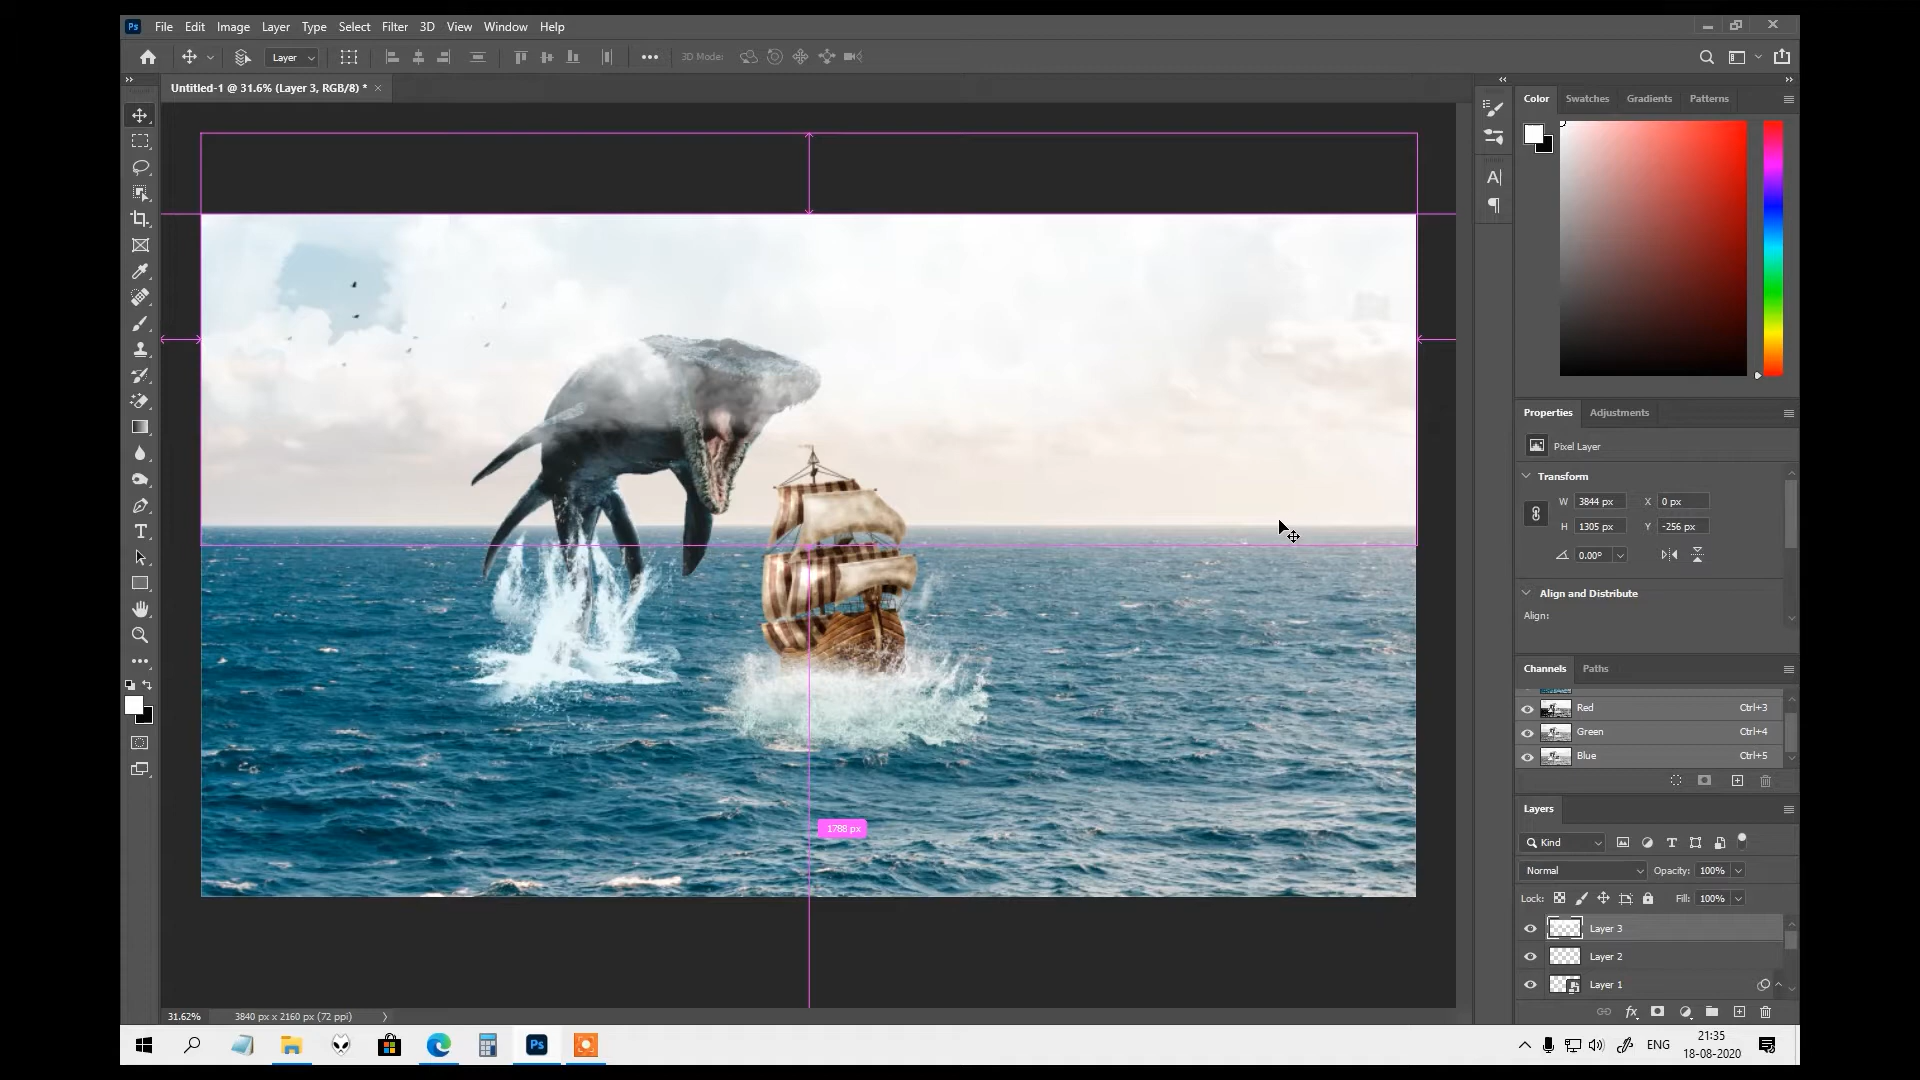 Ps File Edit Image Layer Type Select Filter 3D View Window Help
Layer 3D Mode:
Untitled-1 @ 31.6% (Layer 3, RGB/8) *
Color Swatches Gradients Patterns
Properties Adjustments
Pixel Layer
Transform
W 3844 px X 0 px
H 1305 px Y -256 px
0.00°
Align and Distribute
Align:
Channels Paths
Red Ctrl+3
Green Ctrl+4
Blue Ctrl+5
1788 px
Layers
Kind
Normal Opacity: 100%
Lock: Fill: 100%
Layer 3
Layer 2
Layer 1
fx
31.62% 3840 px x 2160 px (72 ppi)
Ps ENG 21:35
18-08-2020